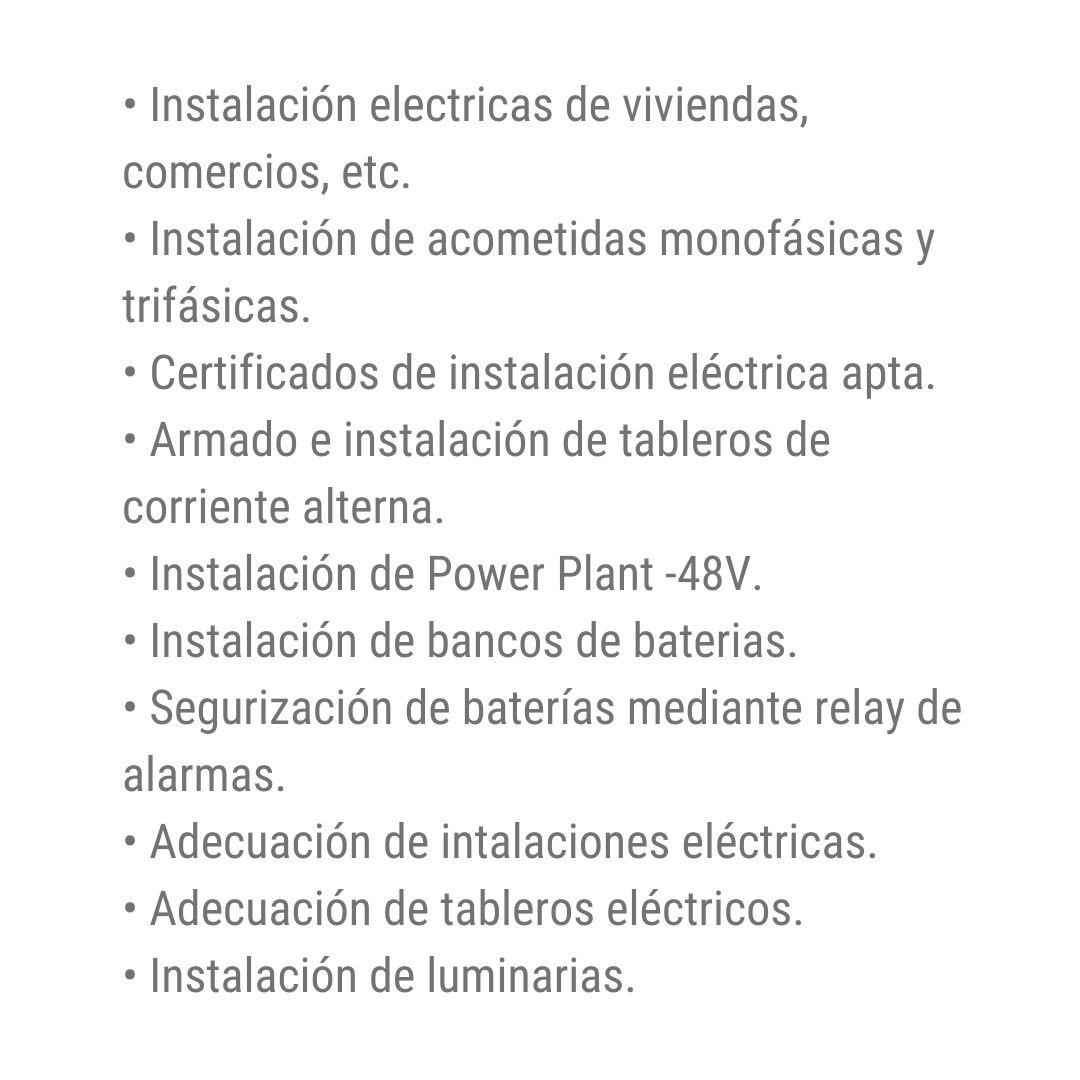 • Instalación electricas de viviendas,
comercios, etc.
• Instalación de acometidas monofásicas y
trifásicas.
• Certificados de instalación eléctrica apta.
• Armado e instalación de tableros de
corriente alterna.
• Instalación de Power Plant -48V.
• Instalación de bancos de baterias.
• Segurización de baterías mediante relay de
alarmas.
• Adecuación de intalaciones eléctricas.
• Adecuación de tableros eléctricos.
• Instalación de luminarias.